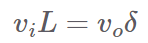 v_i L = v_o δ